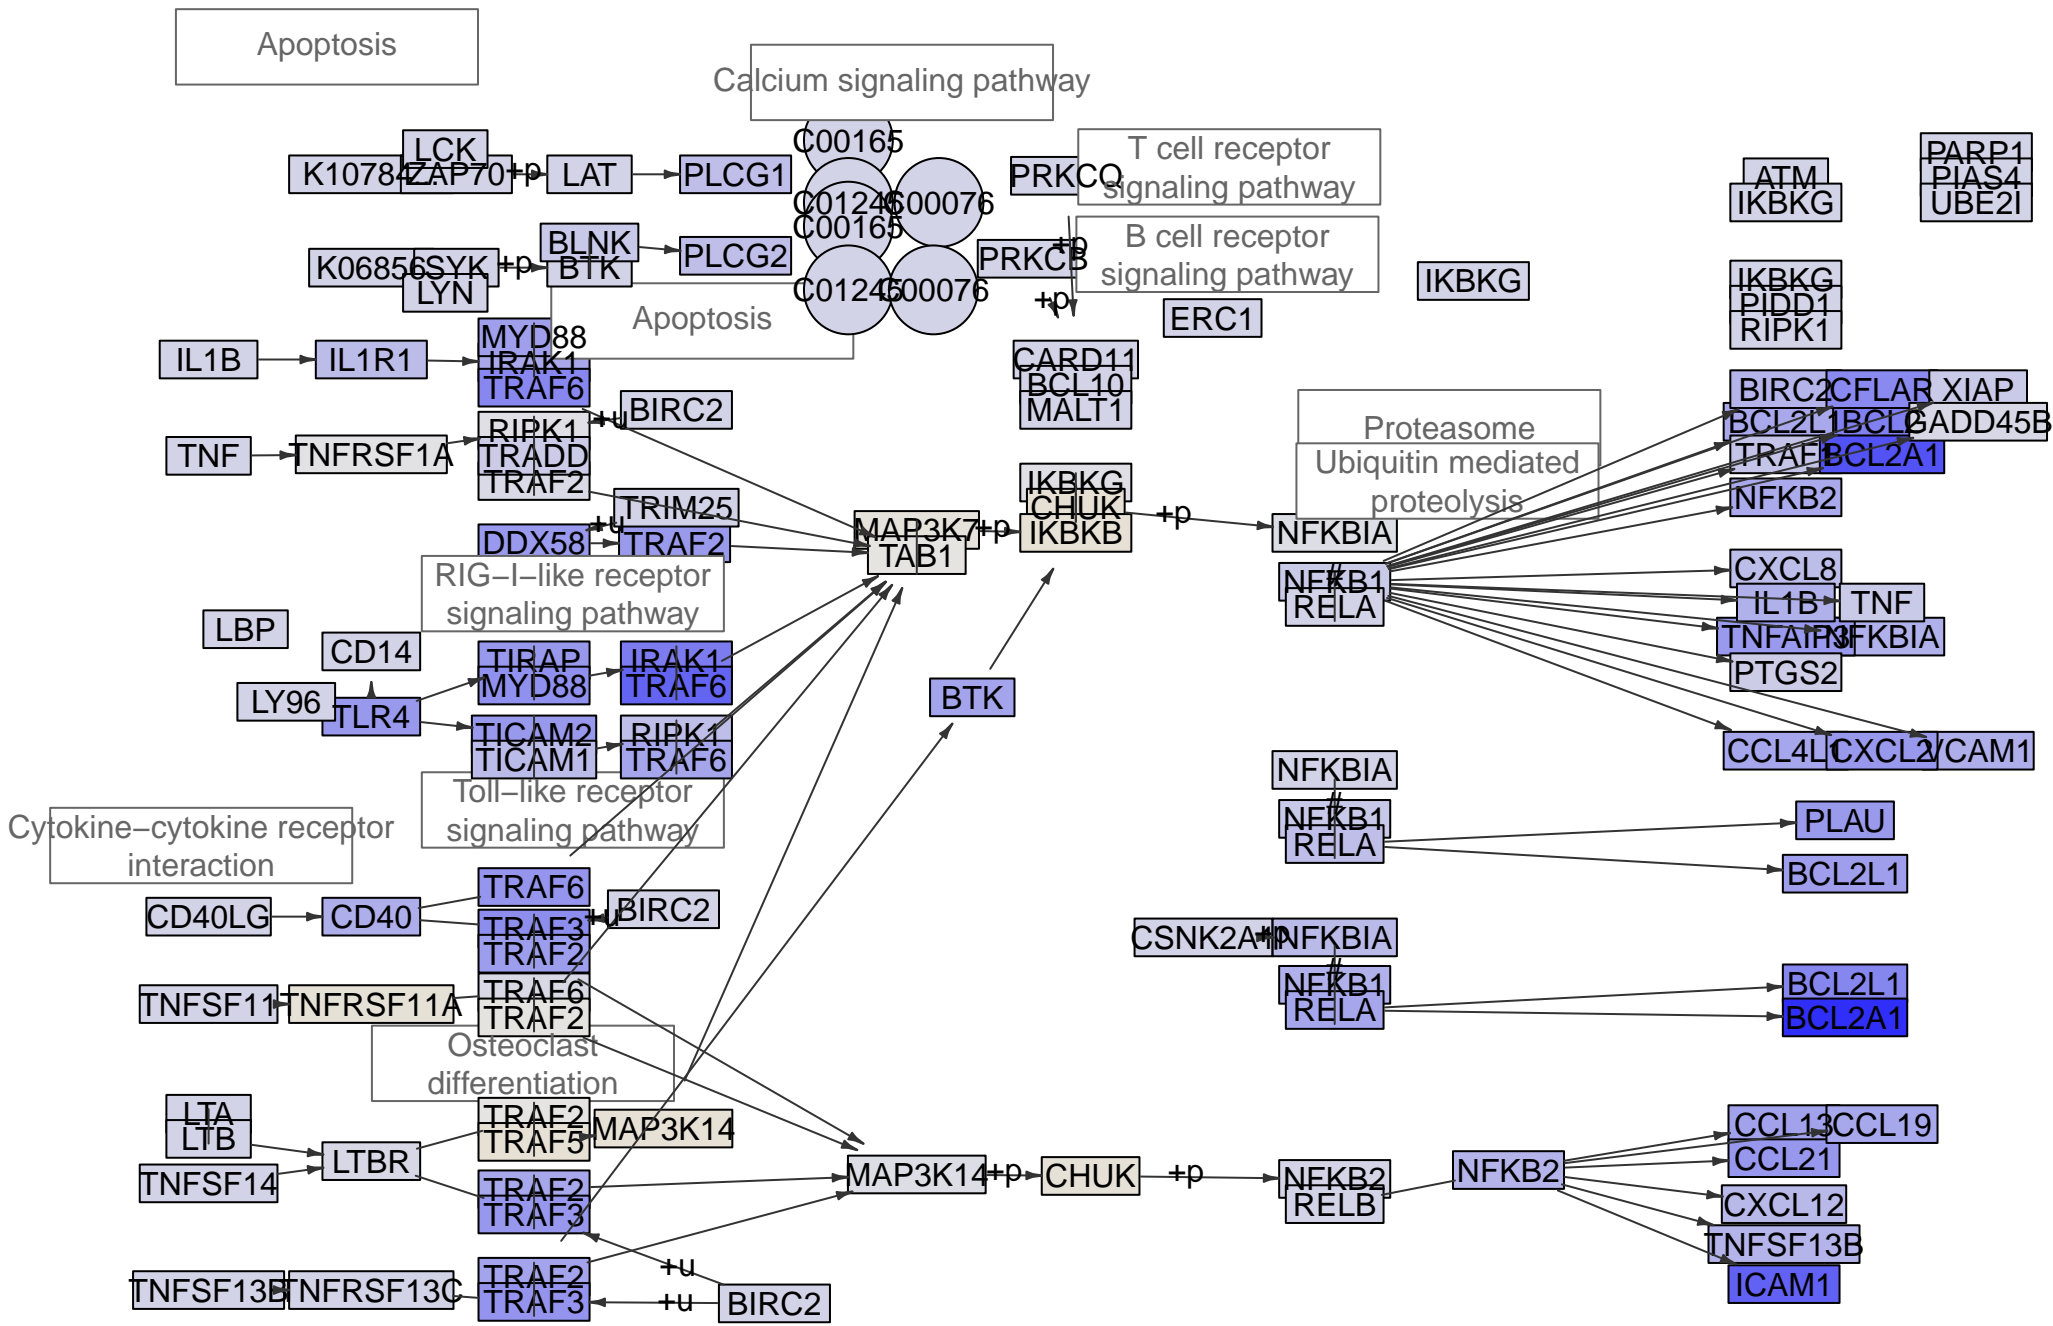 Apoptosis
Calcium signaling pathway
C00165
T cell receptor
signaling pathway
PARP1
PIAS4
UBE2I
ATM
IKBKG
LCK
K10784
ZAP70
+p
LAT
PLCG1
PRKCQ
C01245
C00076
C00165
B cell receptor
signaling pathway
+p
BLNK
BTK
PLCG2
PRKCB
K06856
SYK
+p
LYN
C01245
C00076
+p
IKBKG
IKBKG
PIDD1
RIPK1
ERC1
Apoptosis
MYD88
IRAK1
TRAF6
IL1B
IL1R1
CARD11
BCL10
MALT1
BIRC2
CFLAR
XIAP
BCL2L1
BCL2
GADD45B
TRAF1
BCL2A1
NFKB2
BIRC2
+u
RIPK1
TRADD
TRAF2
TNF
TNFRSF1A
Proteasome
Ubiquitin mediated
proteolysis
IKBKG
CHUK
IKBKB
+p
TRIM25
+u
DDX58
TRAF2
MAP3K7
TAB1
+p
NFKBIA
NFKB1
RELA
RIG−I−like receptor
signaling pathway
CXCL8
IL1B
TNF
TNFAIP3
NFKBIA
PTGS2
LBP
CD14
LY96
TLR4
TIRAP
MYD88
IRAK1
TRAF6
BTK
TICAM2
TICAM1
RIPK1
TRAF6
CCL4L1
CXCL2
VCAM1
NFKBIA
NFKB1
RELA
Toll−like receptor
signaling pathway
Cytokine−cytokine receptor
interaction
PLAU
BCL2L1
TRAF6
CD40LG
CD40
TRAF3
TRAF2
+u
BIRC2
+p
NFKBIA
NFKB1
RELA
TNFSF11
TNFRSF11A
TRAF6
TRAF2
BCL2L1
BCL2A1
Osteoclast
differentiation
LTA
LTB
TNFSF14
LTBR
TRAF2
TRAF5
MAP3K14
TRAF2
TRAF3
MAP3K14
+p
CHUK
+p
NFKB2
RELB
NFKB2
CCL13
CCL19
CCL21
CXCL12
TNFSF13B
ICAM1
TNFSF13B
TNFRSF13C
TRAF2
TRAF3
+u
+u
BIRC2